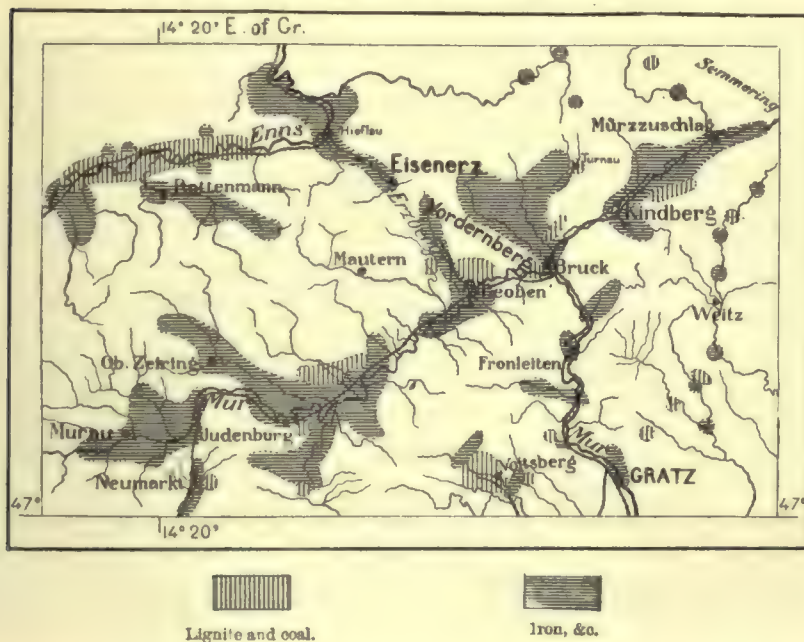 14° 20' E. of Gr.
Semmering
Mürzzuschlag
Enns
Hieflau
Eisenerz
Turnau
Rottenmann
Erzberg
Vordernberg
Kindberg
Mautern
Bruck
Leoben
Weitz
Ob. Zeiring
Fronleiten
Mur
Murau
Judenburg
Mur
Neumarkt
Voitsberg
GRATZ
47°
47°
14° 20'
Lignite and coal.
Iron, &c.